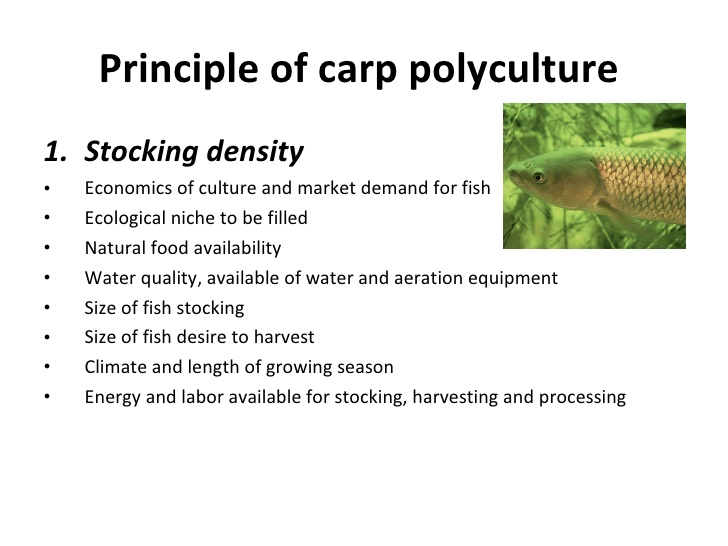 Principle of carp polyculture
1. Stocking density
• Economics of culture and market demand for fish
• Ecological niche to be filled
• Natural food availability
• Water quality, available of water and aeration equipment
• Size of fish stocking
• Size of fish desire to harvest
• Climate and length of growing season
• Energy and labor available for stocking, harvesting and processing